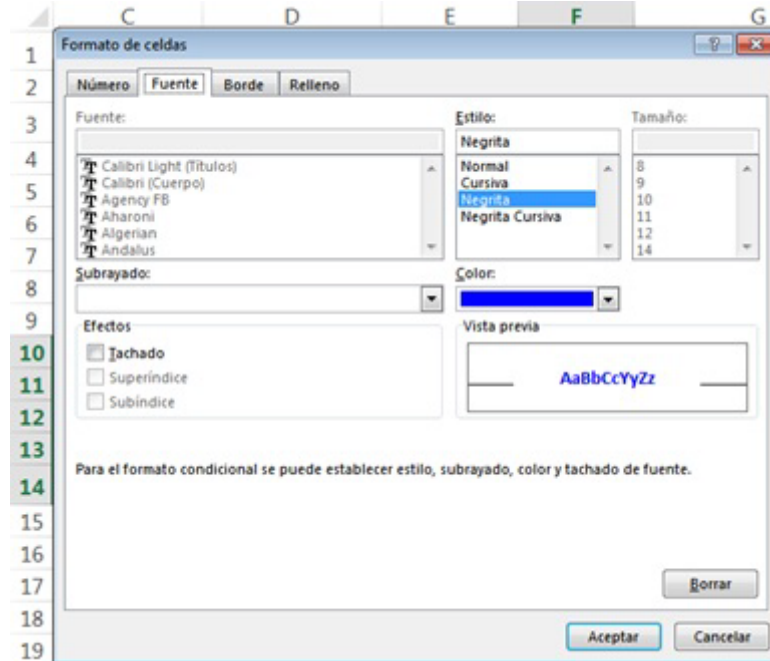 C D E F G
Formato de celdas
Número Fuente Borde Relleno
Fuente: Estilo: Tamaño:
Negrita
Calibri Light (Títulos) Normal 8
Calibri (Cuerpo) Cursiva 9
Agency FB Negrita 10
Aharoni Negrita Cursiva 11
Algerian 12
Andalus 14
Subrayado: Color:
Efectos Vista previa
Tachado
Superíndice AaBbCcYyZz
Subíndice
Para el formato condicional se puede establecer estilo, subrayado, color y tachado de fuente.
Borrar
Aceptar Cancelar
1
2
3
4
5
6
7
8
9
10
11
12
13
14
15
16
17
18
19